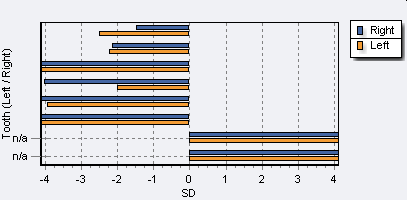 Right
Left
Tooth (Left / Right)
n/a
n/a
-4 -3 -2 -1 0 1 2 3 4
SD